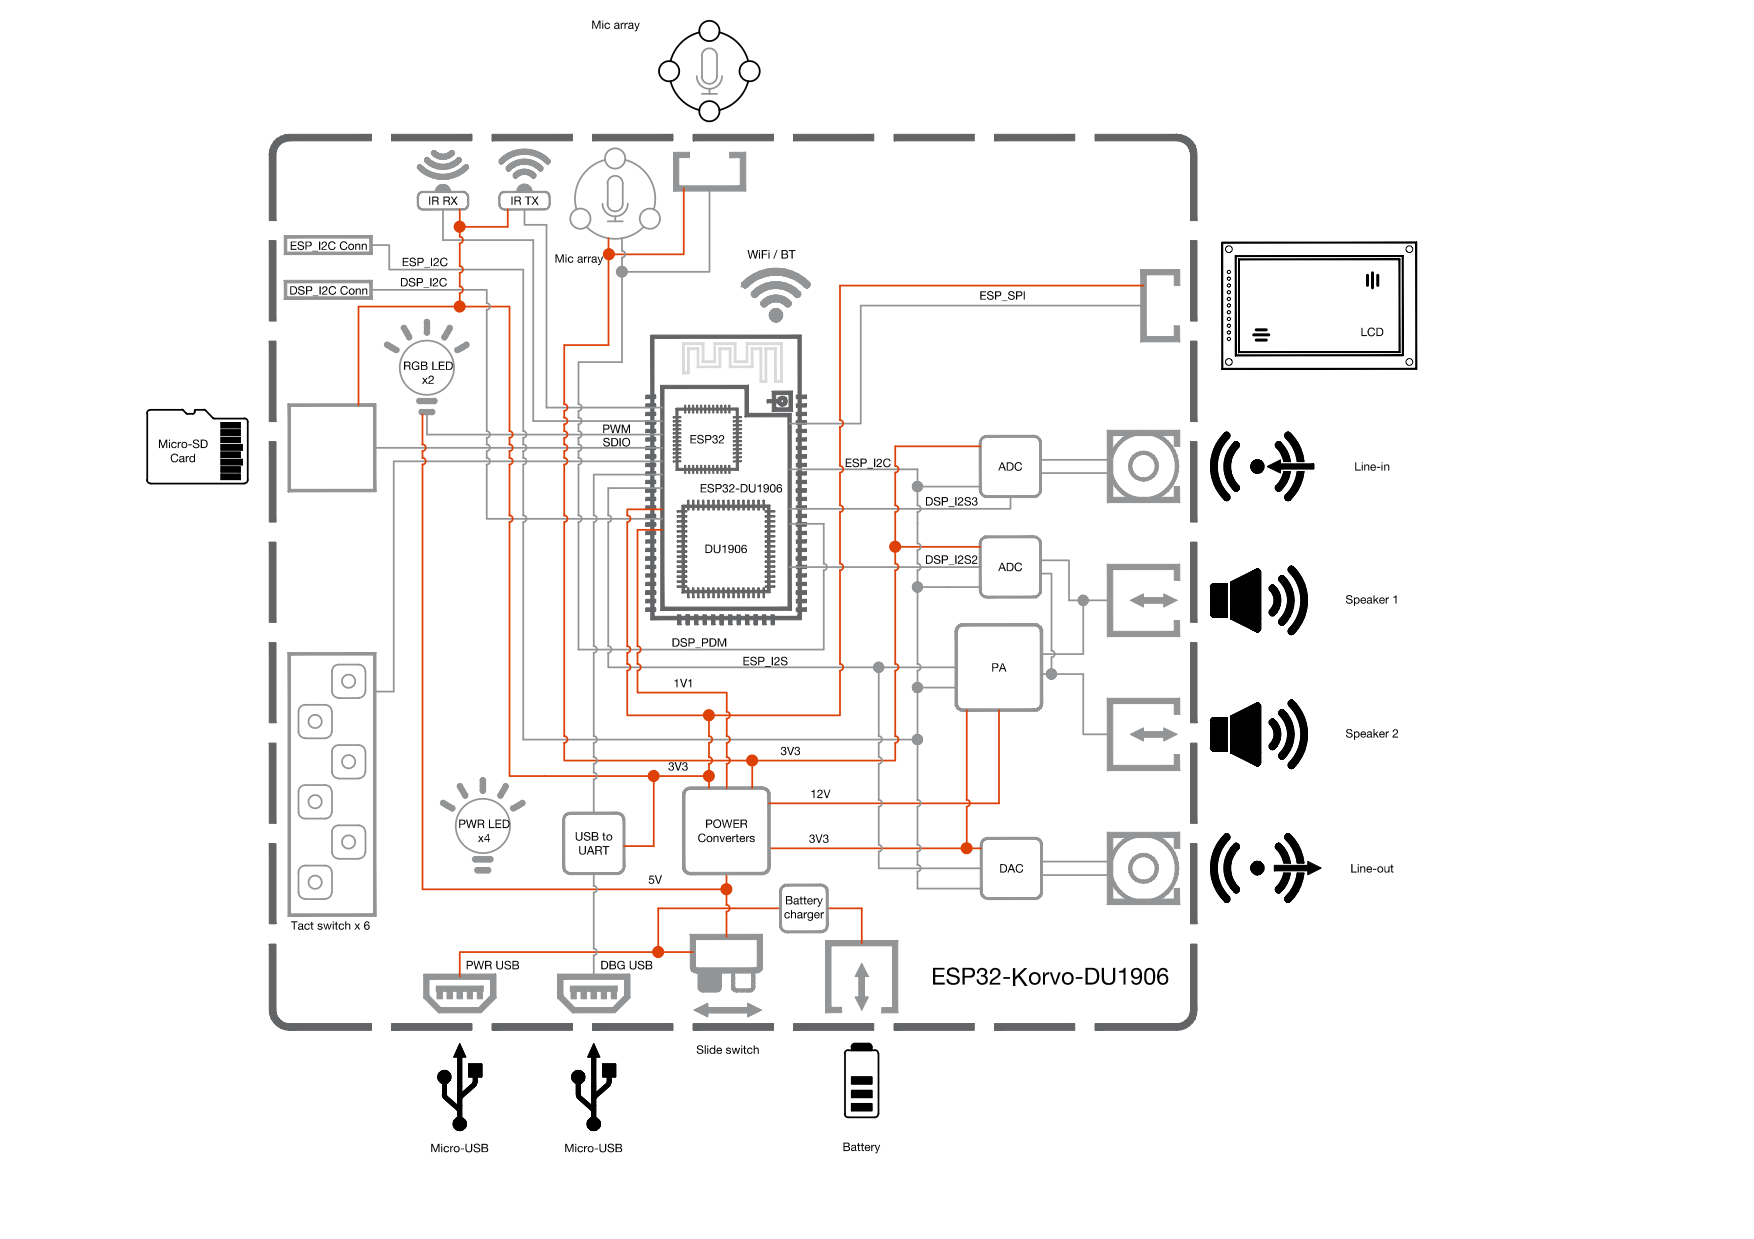 Mic array
IR RX
IR TX
ESP_I2C Conn
ESP_I2C
Mic array
WiFi / BT
DSP_I2C Conn
DSP_I2C
ESP_SPI
LCD
RGB LED
x2
Micro-SD
Card
PWM
SDIO
ESP32
ESP32-DU1906
DU1906
ESP_I2C
ADC
Line-in
DSP_I2S3
DSP_I2S2
ADC
Speaker 1
DSP_PDM
ESP_I2S
PA
1V1
Speaker 2
3V3
3V3
12V
PWR LED
x4
USB to
UART
POWER
Converters
3V3
DAC
Line-out
5V
Battery
charger
Tact switch x 6
PWR USB
DBG USB
ESP32-Korvo-DU1906
Slide switch
Micro-USB
Micro-USB
Battery